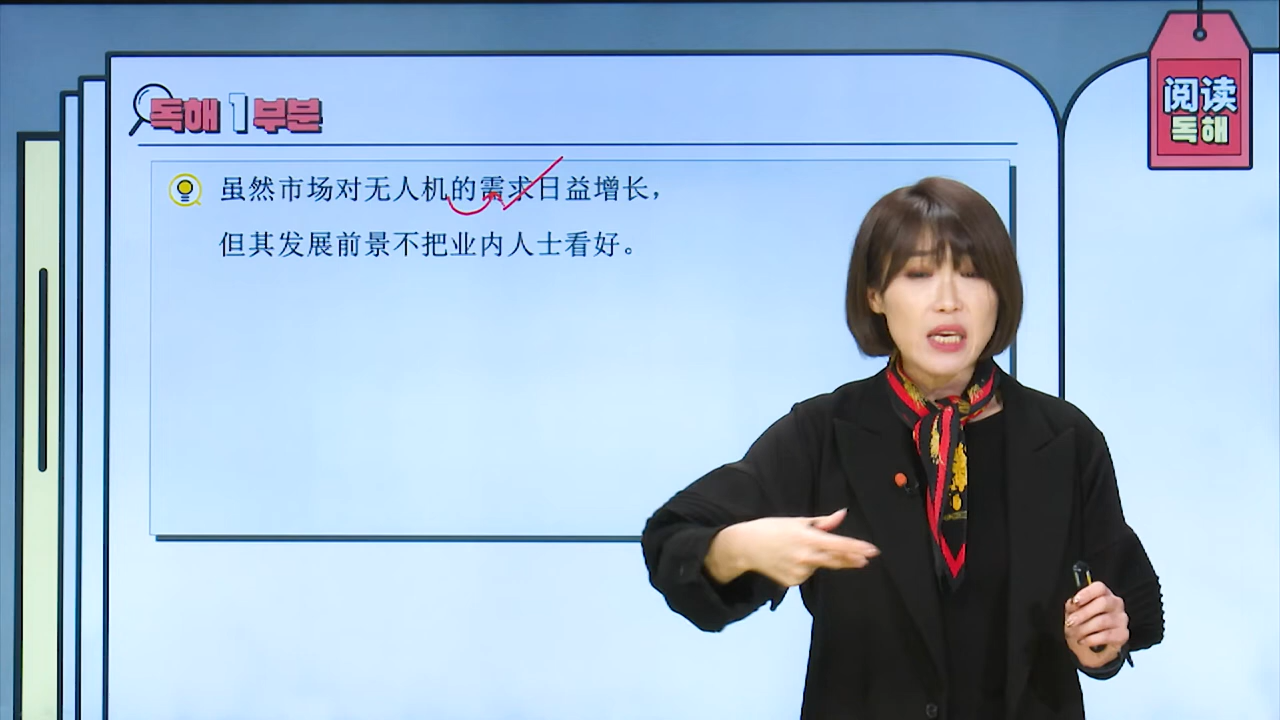 독해 1 부분
阅读
독해
虽然市场对无人机的需求日益增长，
但其发展前景不把业内人士看好。